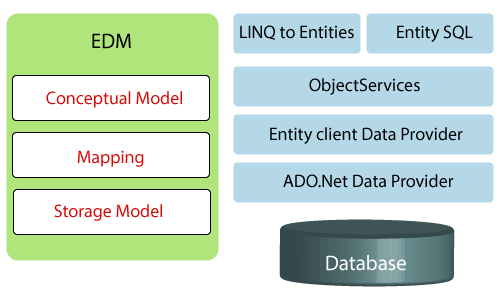 EDM
Conceptual Model
Mapping
Storage Model
LINQ to Entities
Entity SQL
ObjectServices
Entity client Data Provider
ADO.Net Data Provider
Database